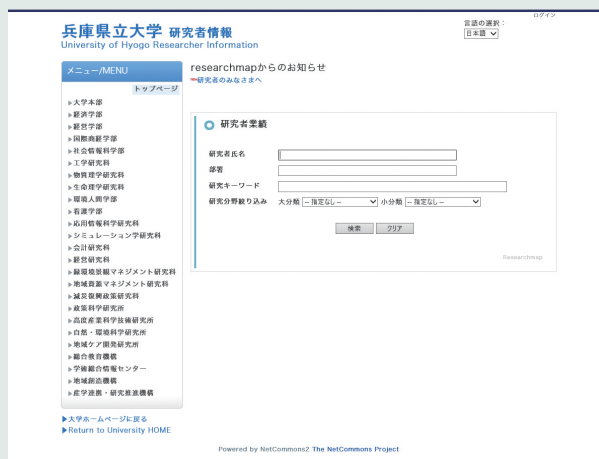 ログイン
兵庫県立大学 研究者情報
University of Hyogo Researcher Information
言語の選択：
日本語
メニュー/MENU
トップページ
大学本部
経済学部
経営学部
国際商経学部
社会情報科学部
工学研究科
物質理学研究科
生命理学研究科
環境人間学部
看護学部
応用情報科学研究科
シミュレーション学研究科
会計研究科
経営研究科
緑環境景観マネジメント研究科
地域資源マネジメント研究科
減災復興政策研究科
政策科学研究所
高度産業科学技術研究所
自然・環境科学研究所
地域ケア開発研究所
総合教育機構
学術総合情報センター
地域創造機構
産学連携・研究推進機構
大学ホームページに戻る
Return to University HOME
researchmapからのお知らせ
研究者のみなさまへ
研究者業績
研究者氏名
部署
研究キーワード
研究分野絞り込み 大分類 -- 指定なし -- 小分類 -- 指定なし --
検索 クリア
Researchmap
Powered by NetCommons2 The NetCommons Project